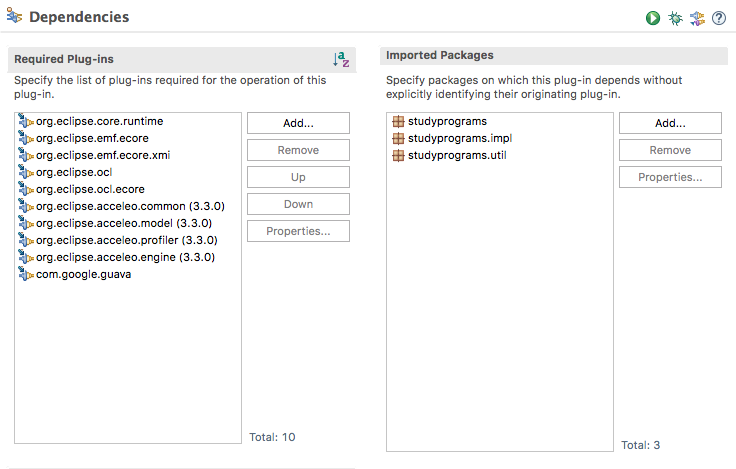 Dependencies
Required Plug-ins
Specify the list of plug-ins required for the operation of this
plug-in.
org.eclipse.core.runtime
org.eclipse.emf.ecore
org.eclipse.emf.ecore.xmi
org.eclipse.ocl
org.eclipse.ocl.ecore
org.eclipse.acceleo.common (3.3.0)
org.eclipse.acceleo.model (3.3.0)
org.eclipse.acceleo.profiler (3.3.0)
org.eclipse.acceleo.engine (3.3.0)
com.google.guava
Add...
Remove
Up
Down
Properties...
Total: 10
Imported Packages
Specify packages on which this plug-in depends without
explicitly identifying their originating plug-in.
studyprograms
studyprograms.impl
studyprograms.util
Add...
Remove
Properties...
Total: 3